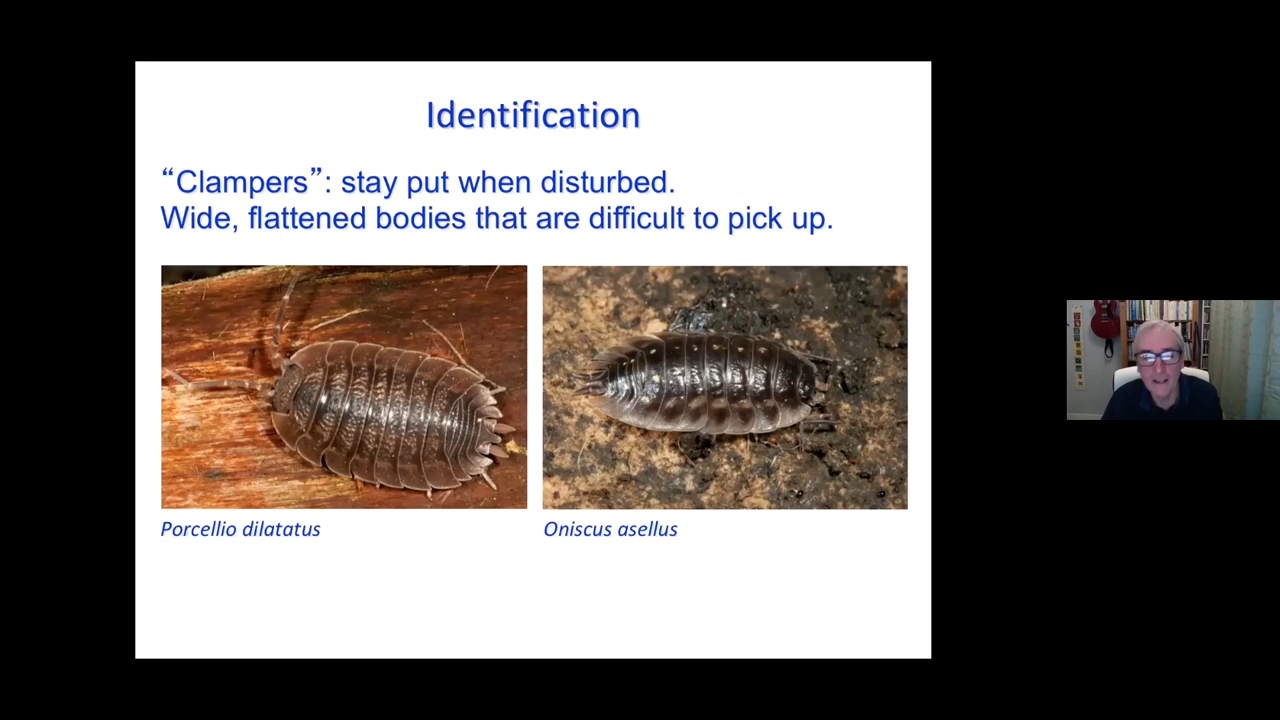 Identification
“Clampers”: stay put when disturbed.
Wide, flattened bodies that are difficult to pick up.
Porcellio dilatatus
Oniscus asellus